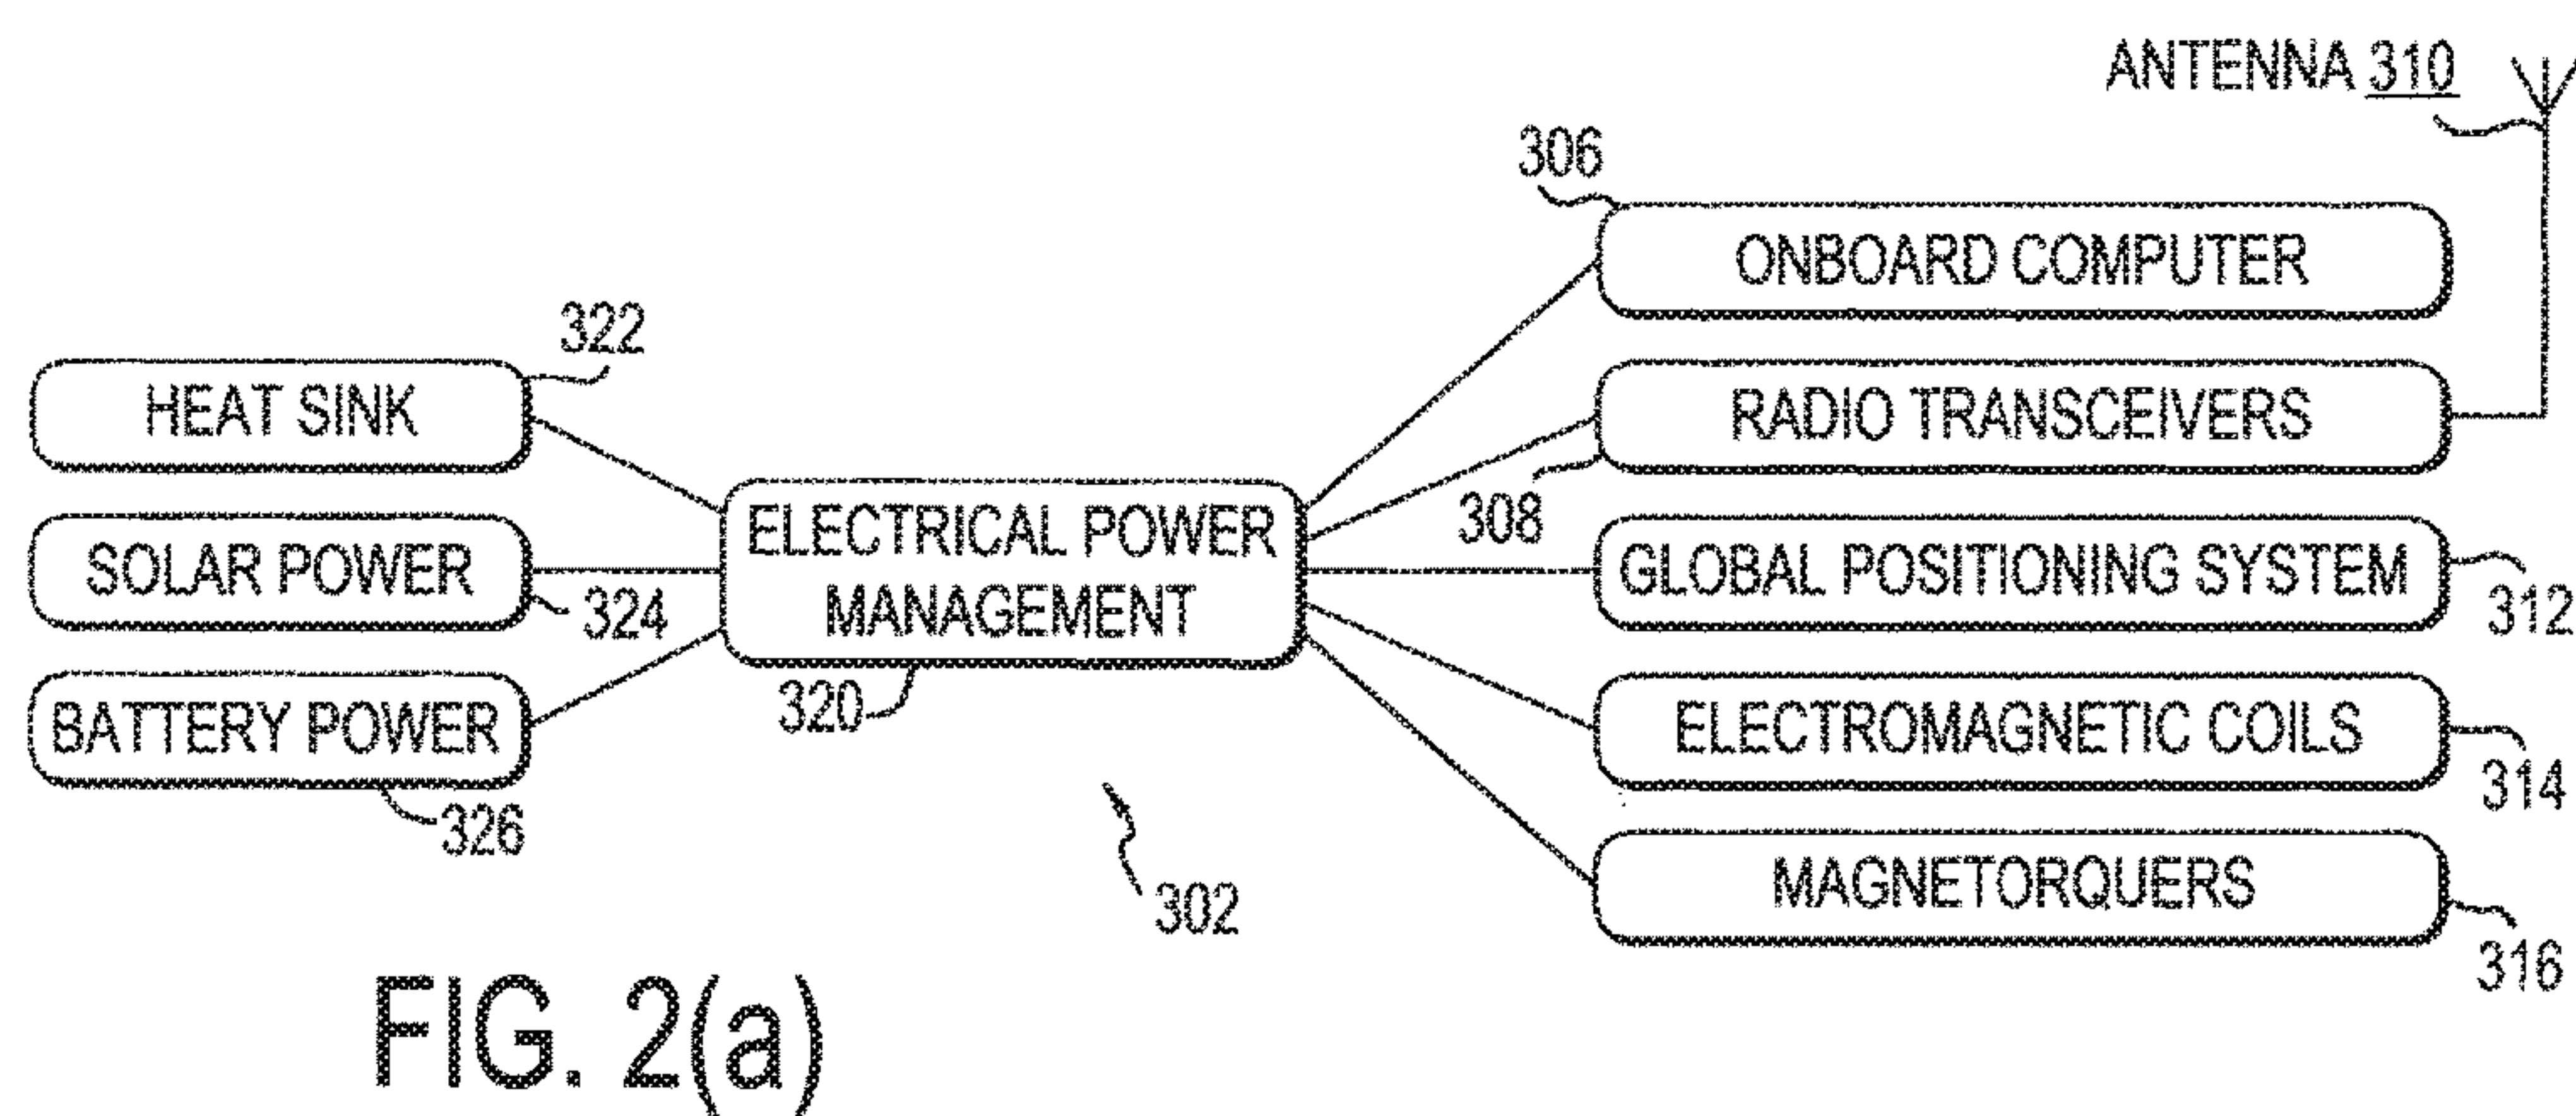 ANTENNA 310
306
ONBOARD COMPUTER
322
HEAT SINK
RADIO TRANSCEIVERS
308
ELECTRICAL POWER
MANAGEMENT
320
SOLAR POWER
324
GLOBAL POSITIONING SYSTEM
312
BATTERY POWER
326
ELECTROMAGNETIC COILS
314
302
MAGNETORQUERS
316
FIG. 2(a)